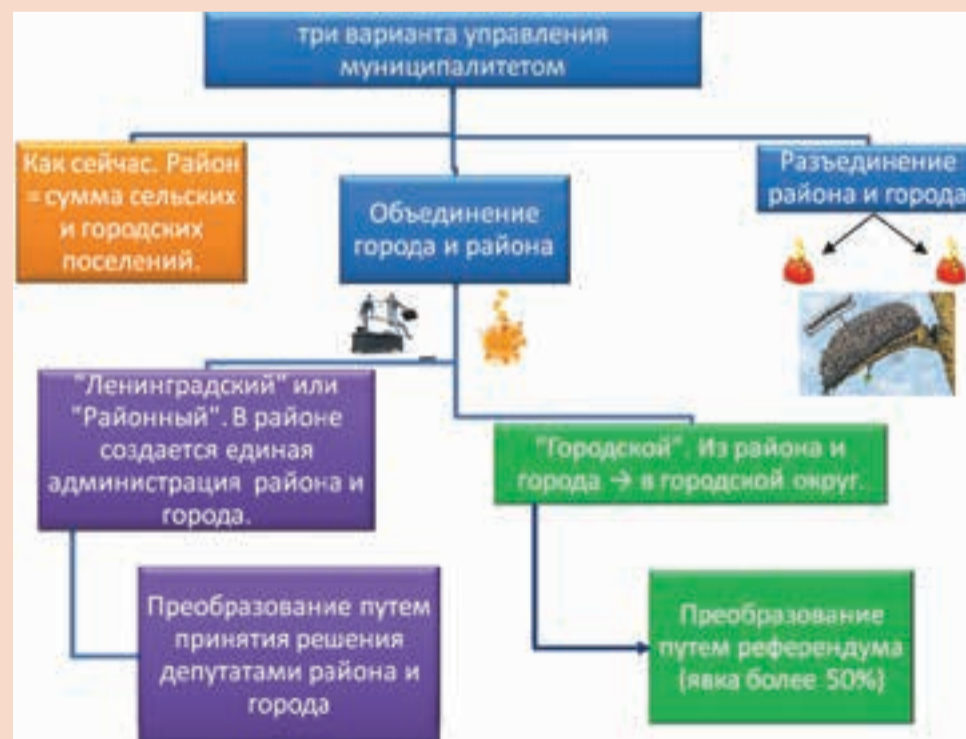 три варианта управления
муниципалитетом
Как сейчас. Район
= сумма сельских
и городских
поселений.
Объединение
города и района
Разъединение
района и города
"Ленинградский" или
"Районный". В районе
создается единая
администрация района и
города.
"Городской". Из района и
города → в городской округ.
Преобразование путем
принятия решения
депутатами района и
города
Преобразование
путем референдума
(явка более 50%)